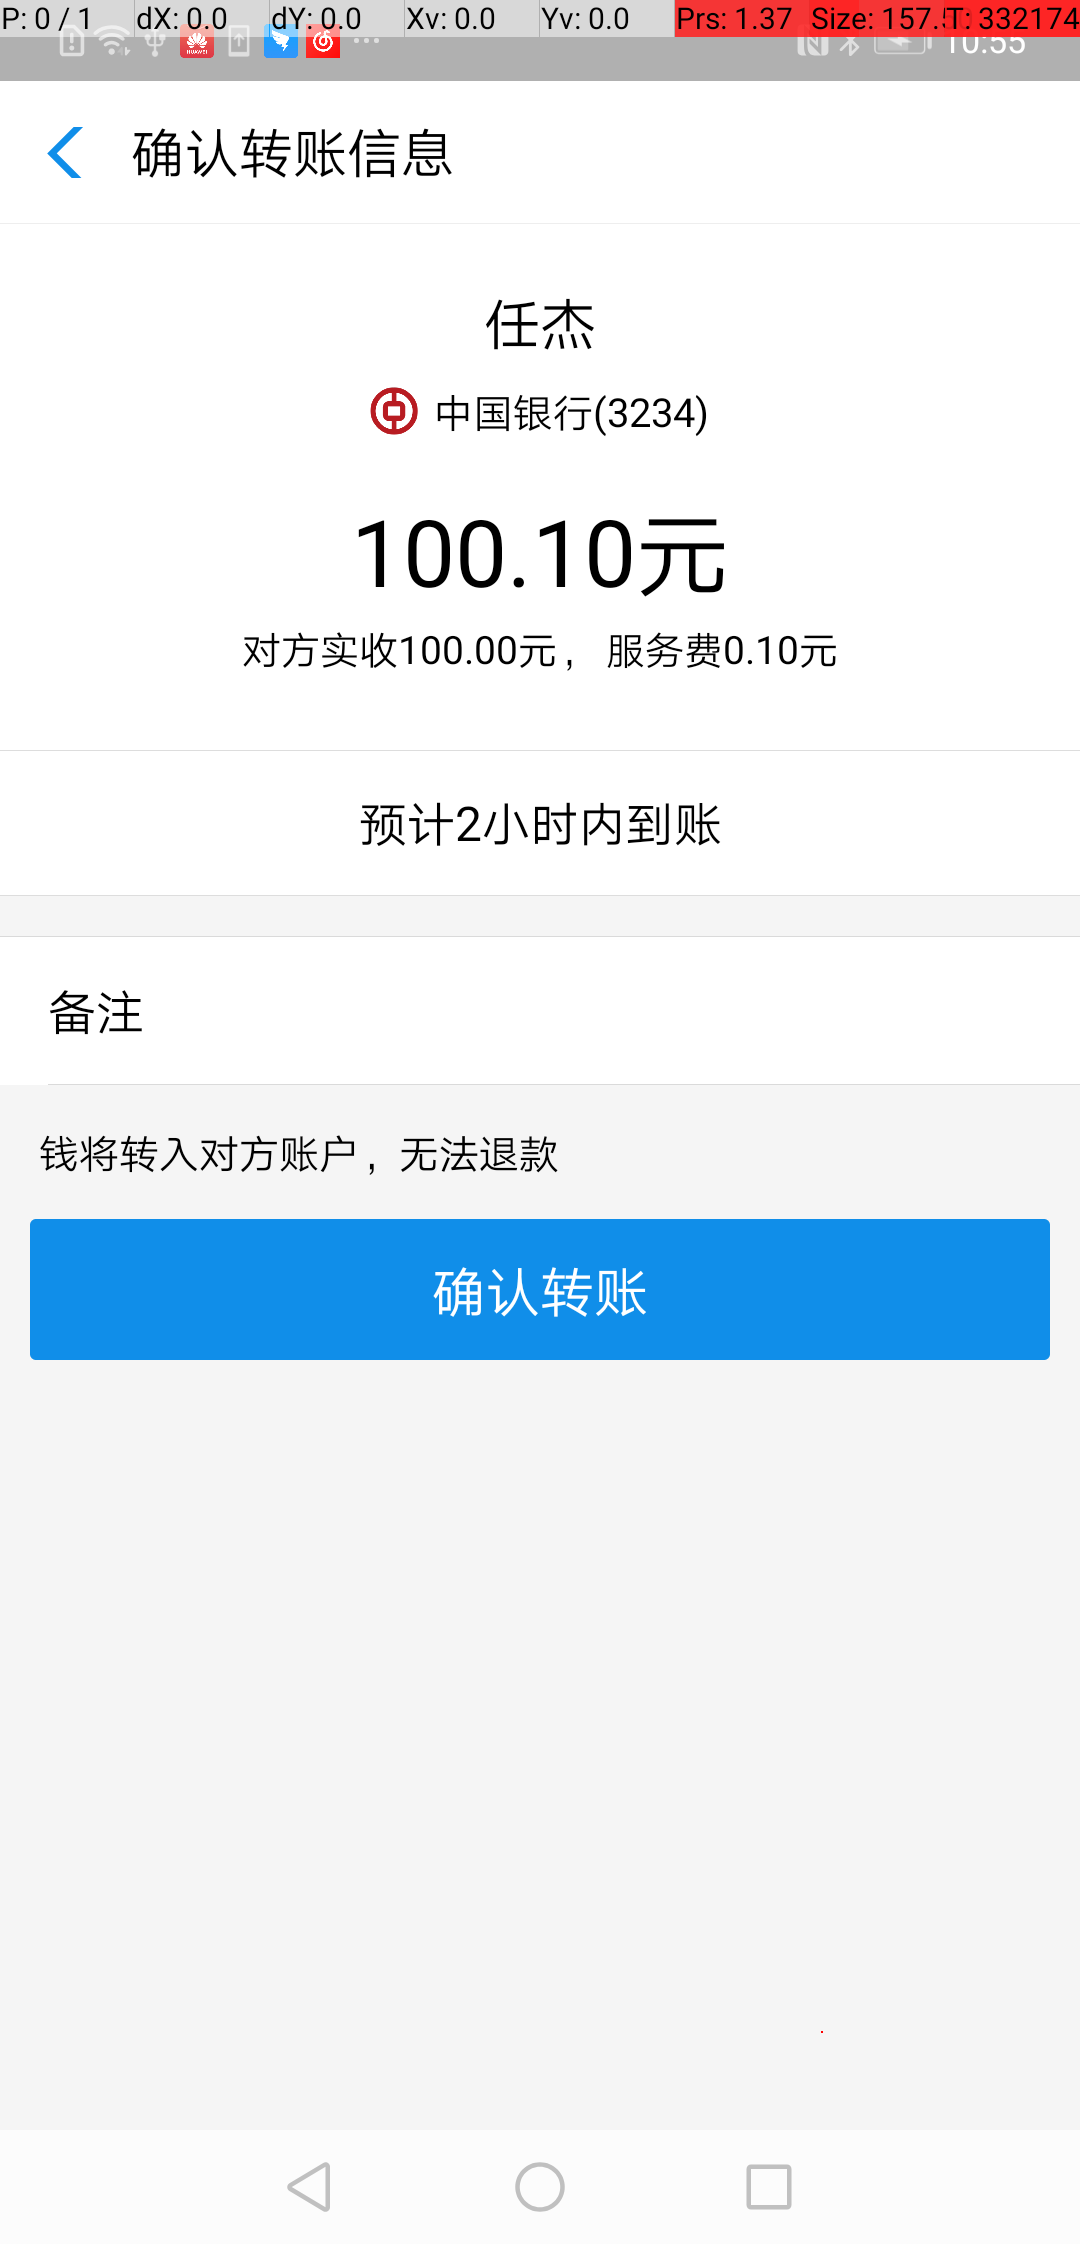 P: 0 / 1 dX: 0.0 dY: 0.0 Xv: 0.0 Yv: 0.0 Prs: 1.37 Size: 157. T: 332174
HUAWEI 10:55
确认转账信息
任杰
中国银行(3234)
100.10元
对方实收100.00元，服务费0.10元
预计2小时内到账
备注
钱将转入对方账户，无法退款
确认转账